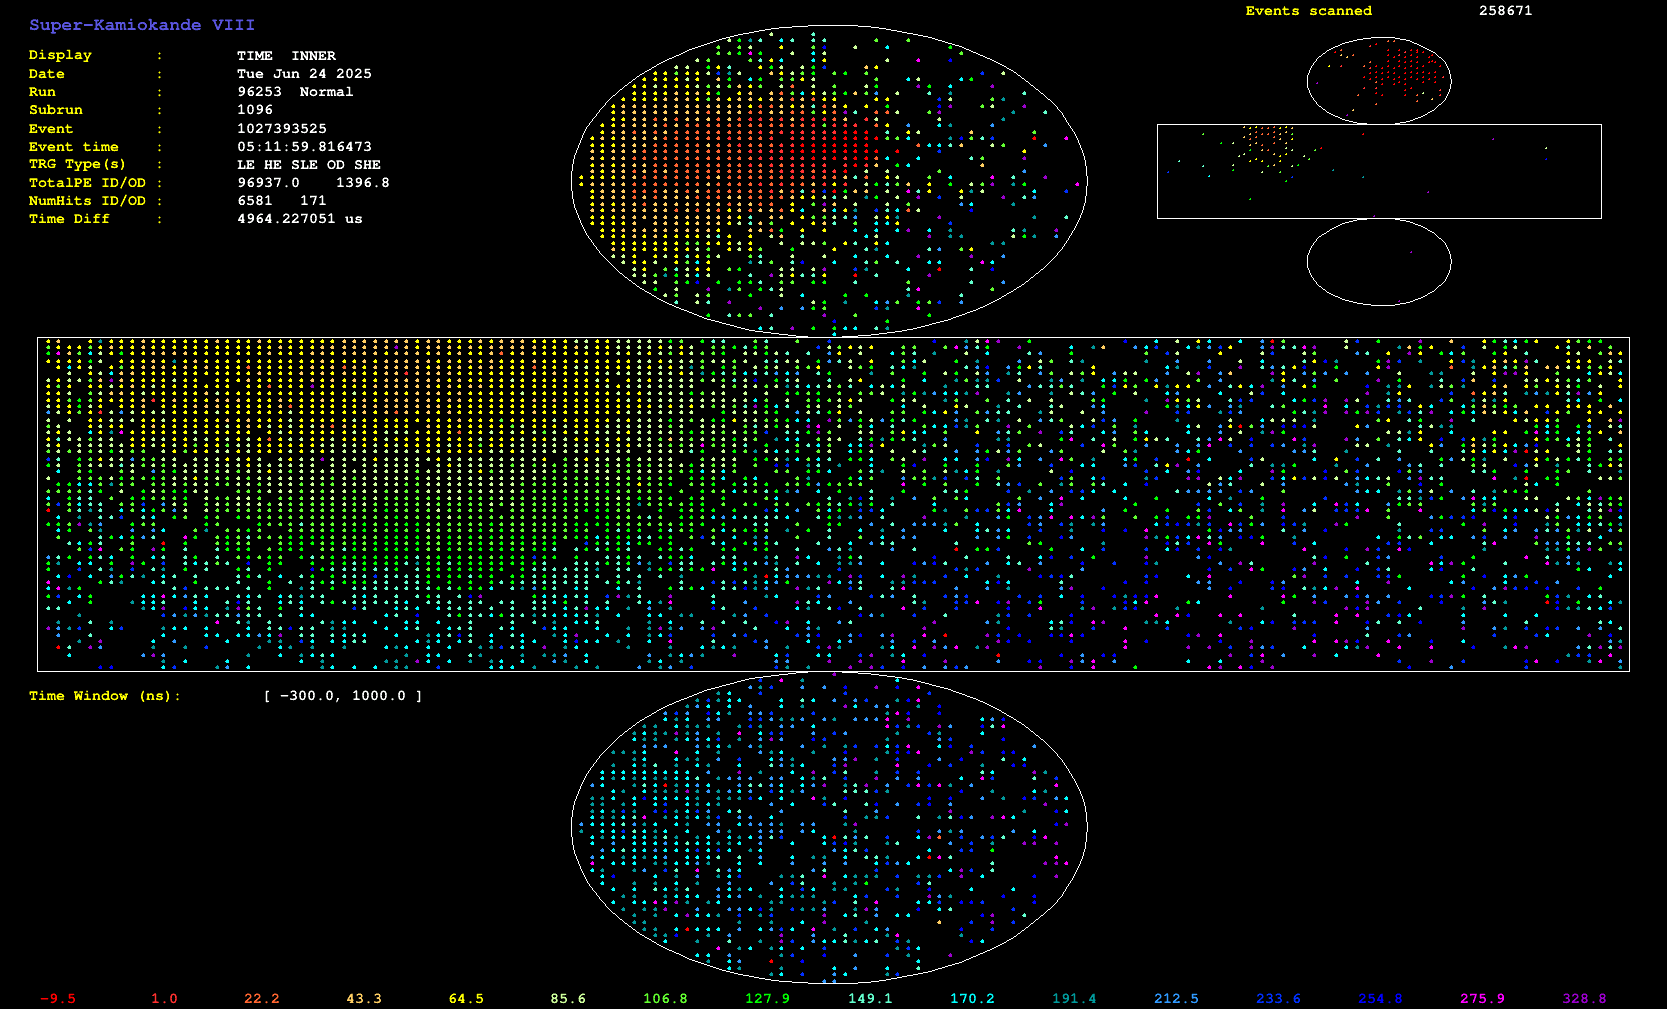 Super-Kamiokande VIII
Events scanned 258671
Display : TIME INNER
Date : Tue Jun 24 2025
Run : 96253 Normal
Subrun : 1096
Event : 1027393525
Event time : 05:11:59.816473
TRG Type(s) : LE HE SLE OD SHE
TotalPE ID/OD : 96937.0 1396.8
NumHits ID/OD : 6581 171
Time Diff : 4964.227051 us
Time Window (ns): [ -300.0, 1000.0 ]
-9.5 1.0 22.2 43.3 64.5 85.6 106.8 127.9 149.1 170.2 191.4 212.5 233.6 254.8 275.9 328.8